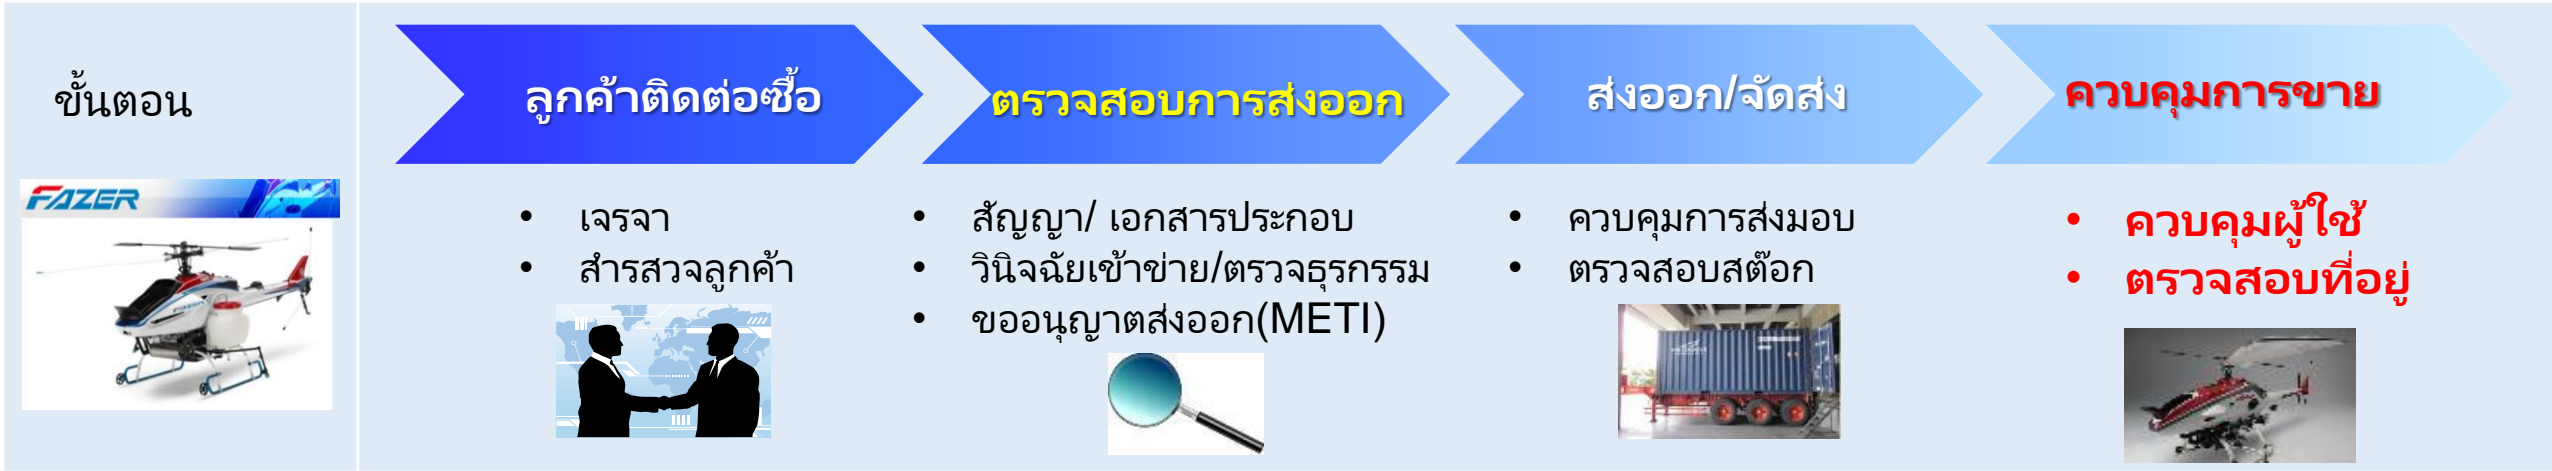 ขั้นตอน
FAZER
ลูกค้าติดต่อซื้อ
ตรวจสอบการส่งออก
ส่งออก/จัดส่ง
ควบคุมการขาย
• เจรจา
• สำรสวจลูกค้า
• สัญญา/ เอกสารประกอบ
• วินิจฉัยเข้าข่าย/ตรวจธุรกรรม
• ขออนุญาตส่งออก(METI)
• ควบคุมการส่งมอบ
• ตรวจสอบสต๊อก
• ควบคุมผู้ใช้
• ตรวจสอบที่อยู่